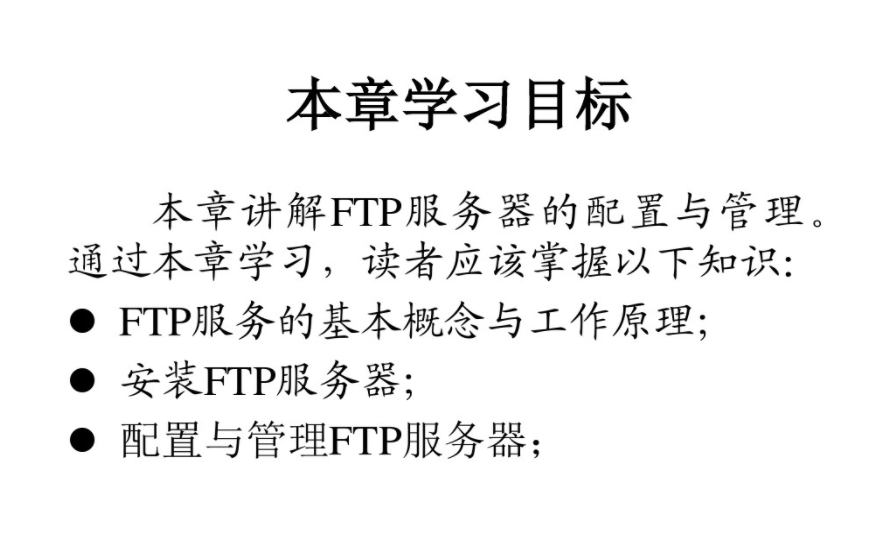 本章学习目标
本章讲解FTP服务器的配置与管理。
通过本章学习，读者应该掌握以下知识：
● FTP服务的基本概念与工作原理；
● 安装FTP服务器；
● 配置与管理FTP服务器；